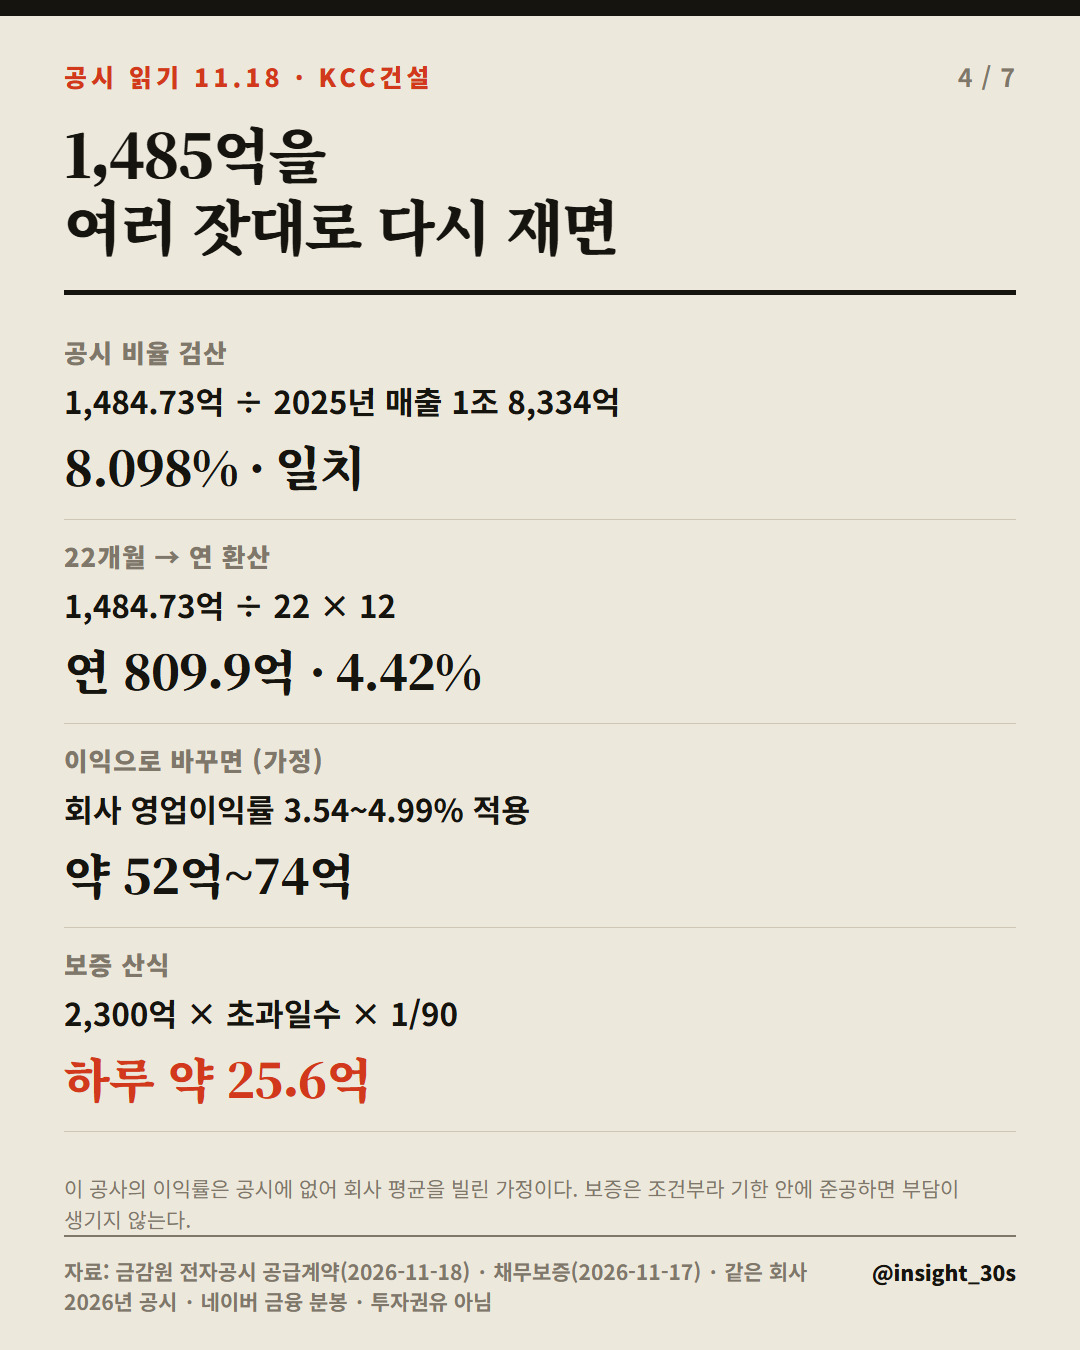 공시 읽기 11.18 · KCC건설
4 / 7
1,485억을
여러 잣대로 다시 재면
공시 비율 검산
1,484.73억 ÷ 2025년 매출 1조 8,334억
8.098% · 일치
22개월 → 연 환산
1,484.73억 ÷ 22 × 12
연 809.9억 · 4.42%
이익으로 바꾸면 (가정)
회사 영업이익률 3.54~4.99% 적용
약 52억~74억
보증 산식
2,300억 × 초과일수 × 1/90
하루 약 25.6억
이 공사의 이익률은 공시에 없어 회사 평균을 빌린 가정이다. 보증은 조건부라 기한 안에 준공하면 부담이
생기지 않는다.
자료: 금감원 전자공시 공급계약(2026-11-18) · 채무보증(2026-11-17) · 같은 회사
2026년 공시 · 네이버 금융 분봉 · 투자권유 아님
@insight_30s